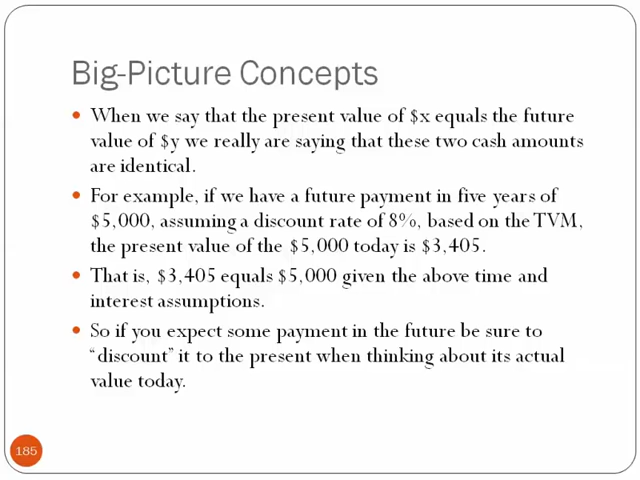 Big-Picture Concepts
When we say that the present value of $x equals the future
value of $y we really are saying that these two cash amounts
are identical.
For example, if we have a future payment in five years of
$5,000, assuming a discount rate of 8%, based on the TVM,
the present value of the $5,000 today is $3,405.
That is, $3,405 equals $5,000 given the above time and
interest assumptions.
So if you expect some payment in the future be sure to
“discount” it to the present when thinking about its actual
value today.
185